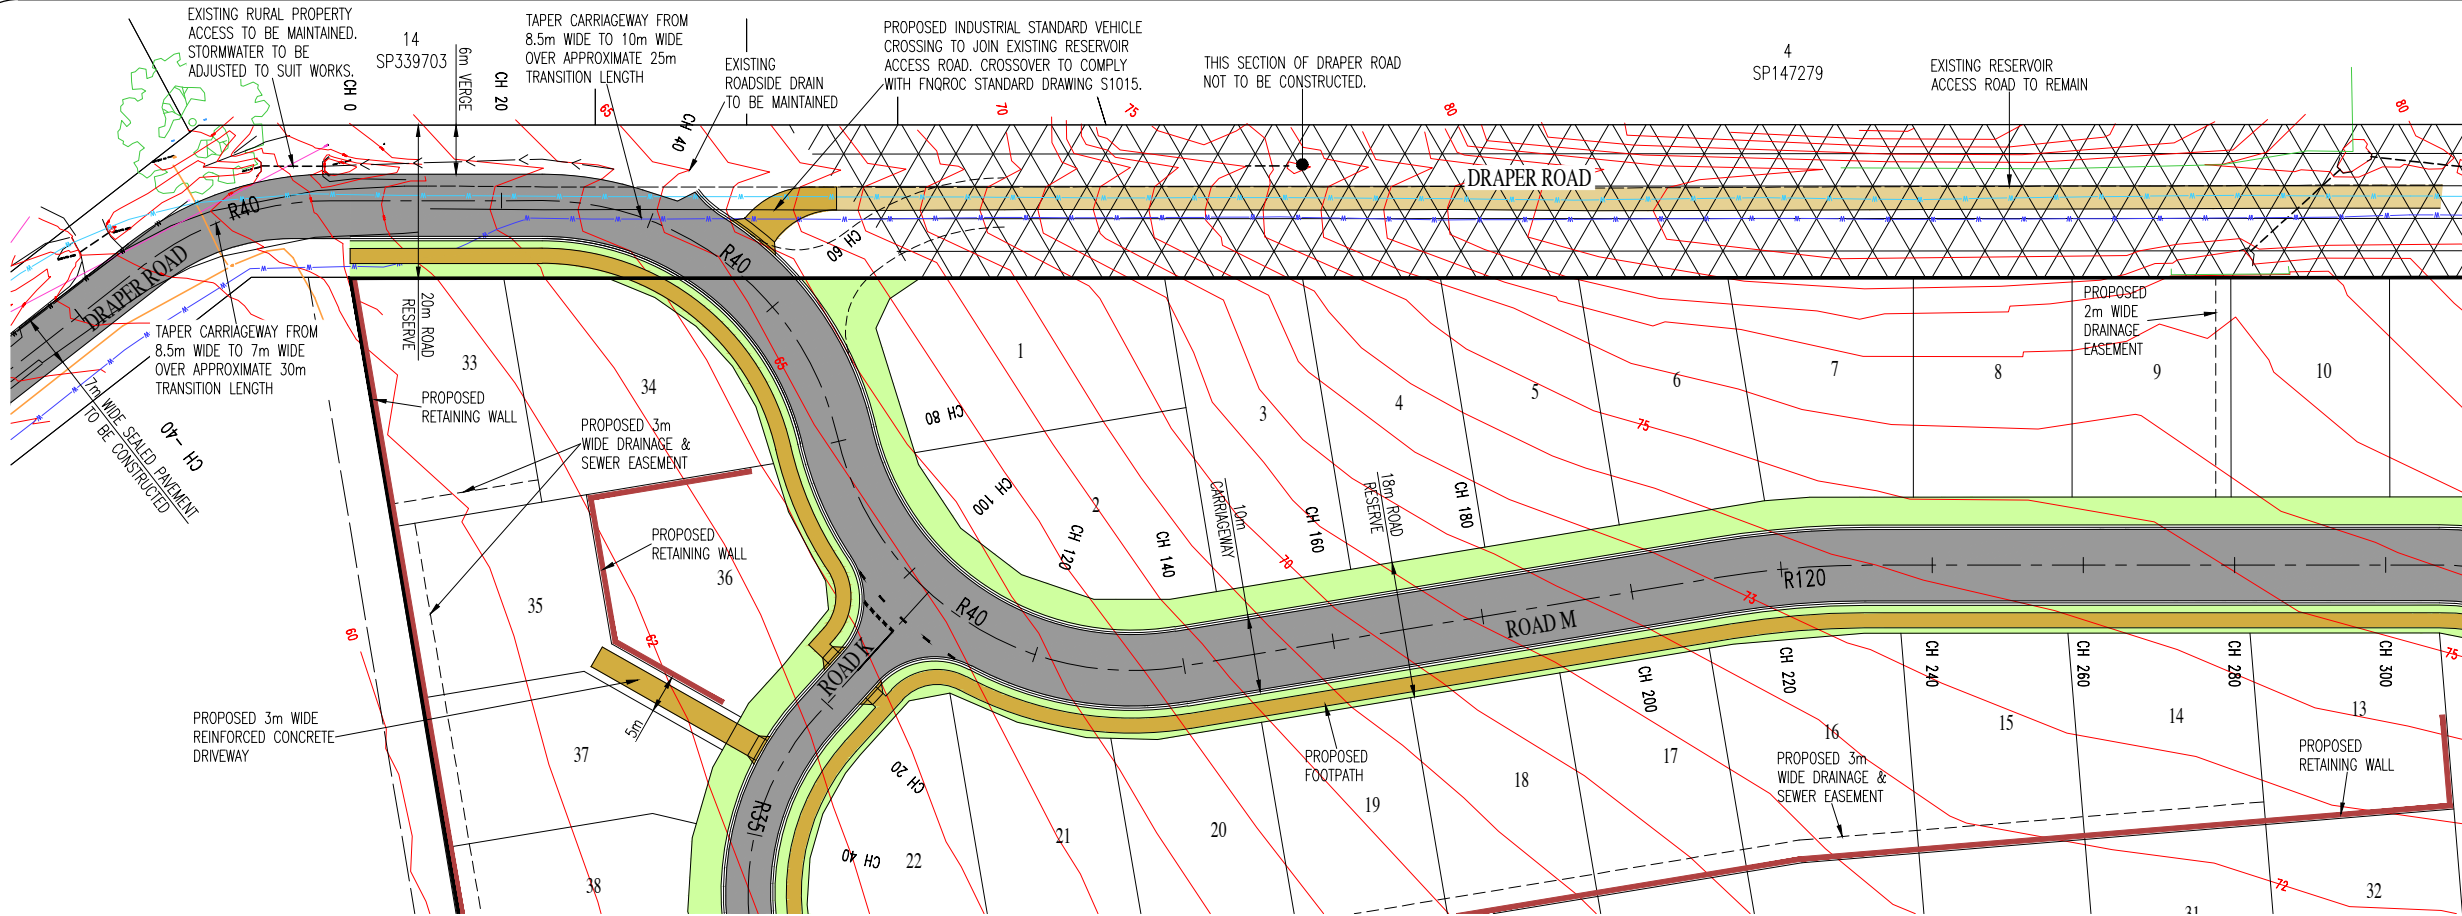 EXISTING RURAL PROPERTY
ACCESS TO BE MAINTAINED.
STORMWATER TO BE
ADJUSTED TO SUIT WORKS.
14
SP339703
6m VERGE
CH 0
CH 20
TAPER CARRIAGEWAY FROM
8.5m WIDE TO 10m WIDE
OVER APPROXIMATE 25m
TRANSITION LENGTH
65
CH 40
EXISTING
ROADSIDE DRAIN
TO BE MAINTAINED
PROPOSED INDUSTRIAL STANDARD VEHICLE
CROSSING TO JOIN EXISTING RESERVOIR
ACCESS ROAD. CROSSOVER TO COMPLY
WITH FNQROC STANDARD DRAWING S1015.
70
75
THIS SECTION OF DRAPER ROAD
NOT TO BE CONSTRUCTED.
80
4
SP147279
EXISTING RESERVOIR
ACCESS ROAD TO REMAIN
80
DRAPER ROAD
R40
DRAPER ROAD
R40
CH 60
20m ROAD
RESERVE
TAPER CARRIAGEWAY FROM
8.5m WIDE TO 7m WIDE
OVER APPROXIMATE 30m
TRANSITION LENGTH
7m WIDE SEALED PAVEMENT
TO BE CONSTRUCTED
CH -40
33
34
PROPOSED
RETAINING WALL
PROPOSED 3m
WIDE DRAINAGE &
SEWER EASEMENT
65
1
CH 80
2
3
4
5
6
7
8
9
10
PROPOSED
2m WIDE
DRAINAGE
EASEMENT
75
CH 100
CH 120
CH 140
10m
CARRIAGEWAY
CH 160
18m ROAD
RESERVE
CH 180
70
PROPOSED
RETAINING WALL
36
35
60
62
R40
ROAD K
ROAD M
73
R120
75
CH 200
CH 220
CH 240
CH 260
CH 280
CH 300
PROPOSED 3m WIDE
REINFORCED CONCRETE
DRIVEWAY
5m
37
38
R35
CH 20
CH 40
22
21
20
19
18
17
16
15
14
13
PROPOSED
FOOTPATH
PROPOSED 3m
WIDE DRAINAGE &
SEWER EASEMENT
PROPOSED
RETAINING WALL
72
32
31